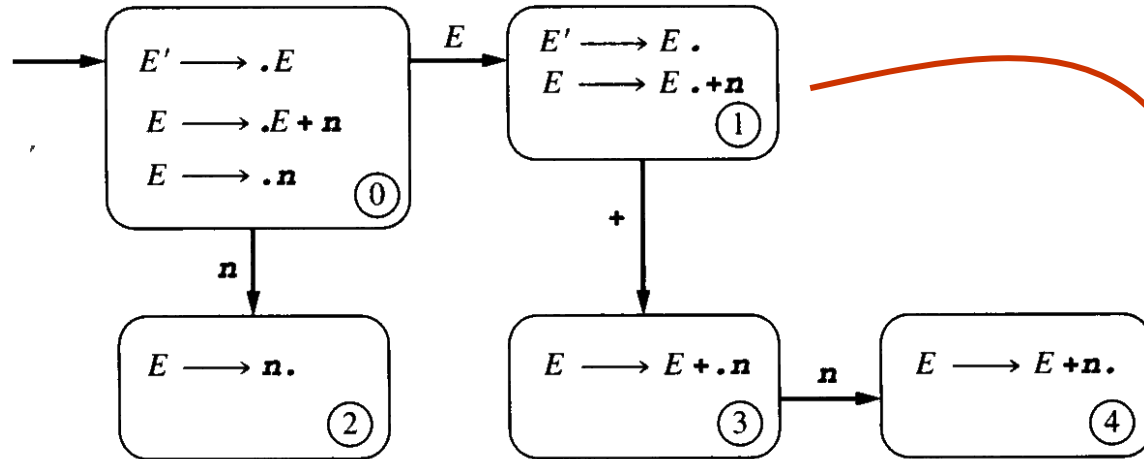 E' ⟶ .E
E ⟶ .E + n
E ⟶ .n
0
E
E' ⟶ E .
E ⟶ E .+n
1
n
+
E ⟶ n.
2
E ⟶ E +.n
3
n
E ⟶ E +n.
4